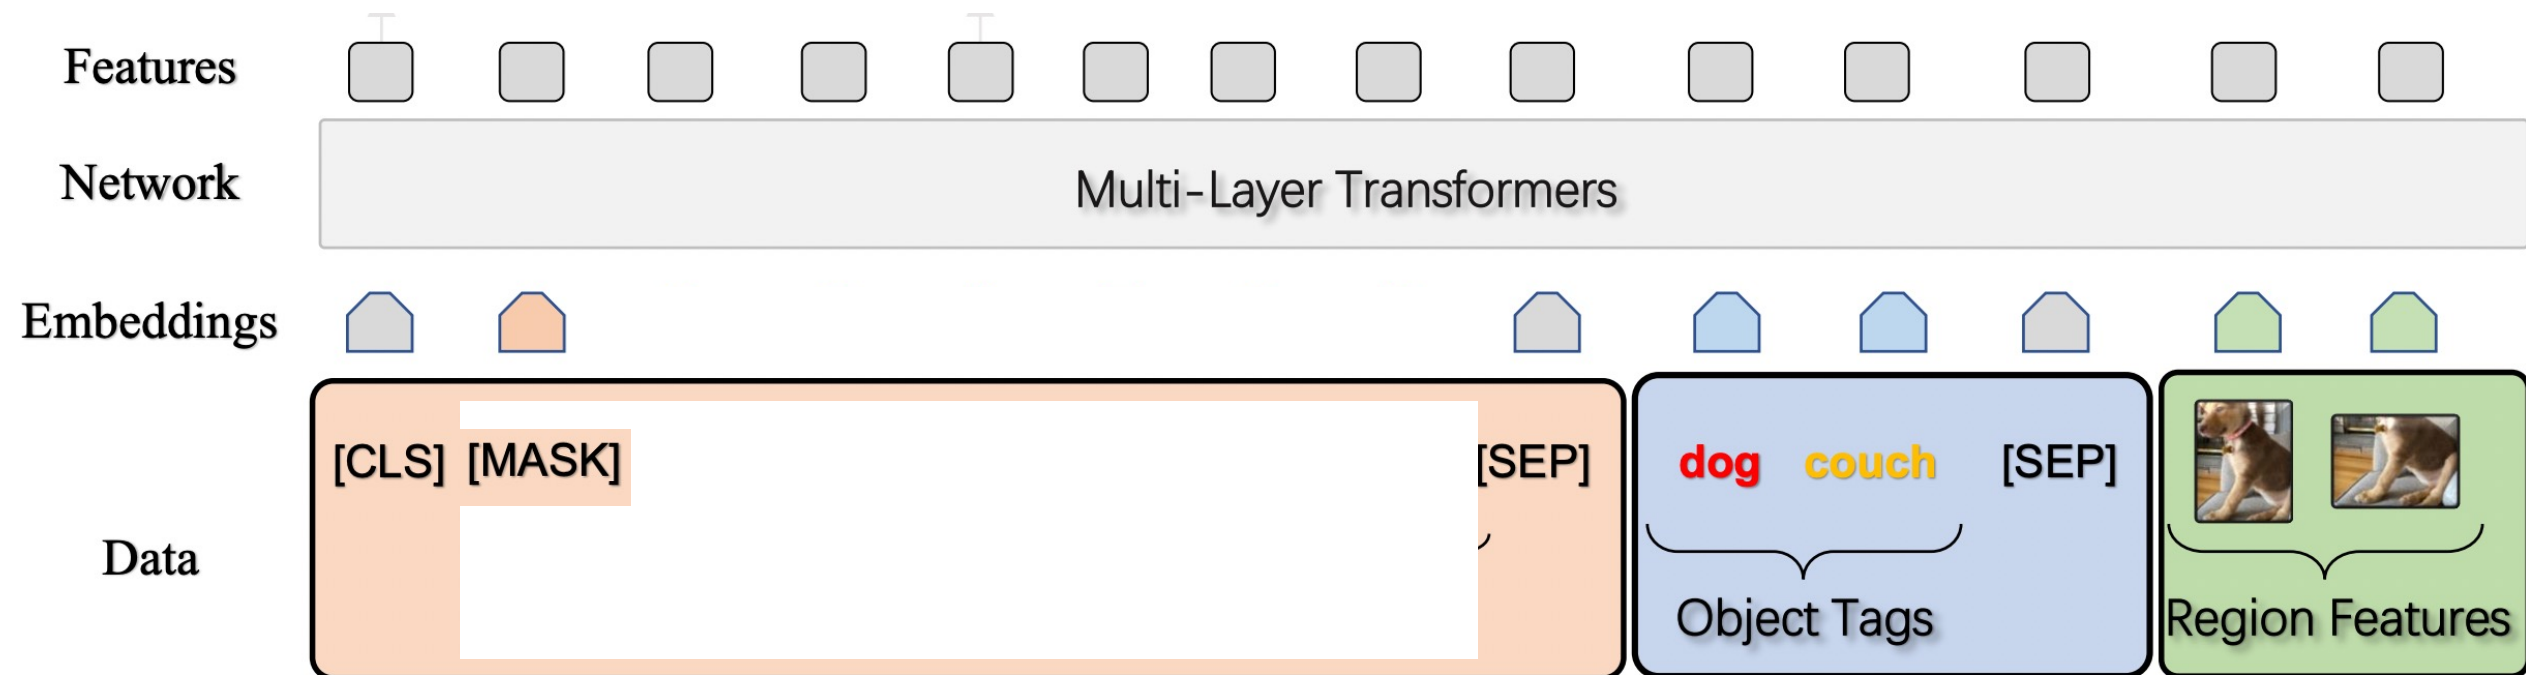 Features
Network
Multi-Layer Transformers
Embeddings
Data
[CLS] [MASK] [SEP] dog couch [SEP]
Object Tags
Region Features